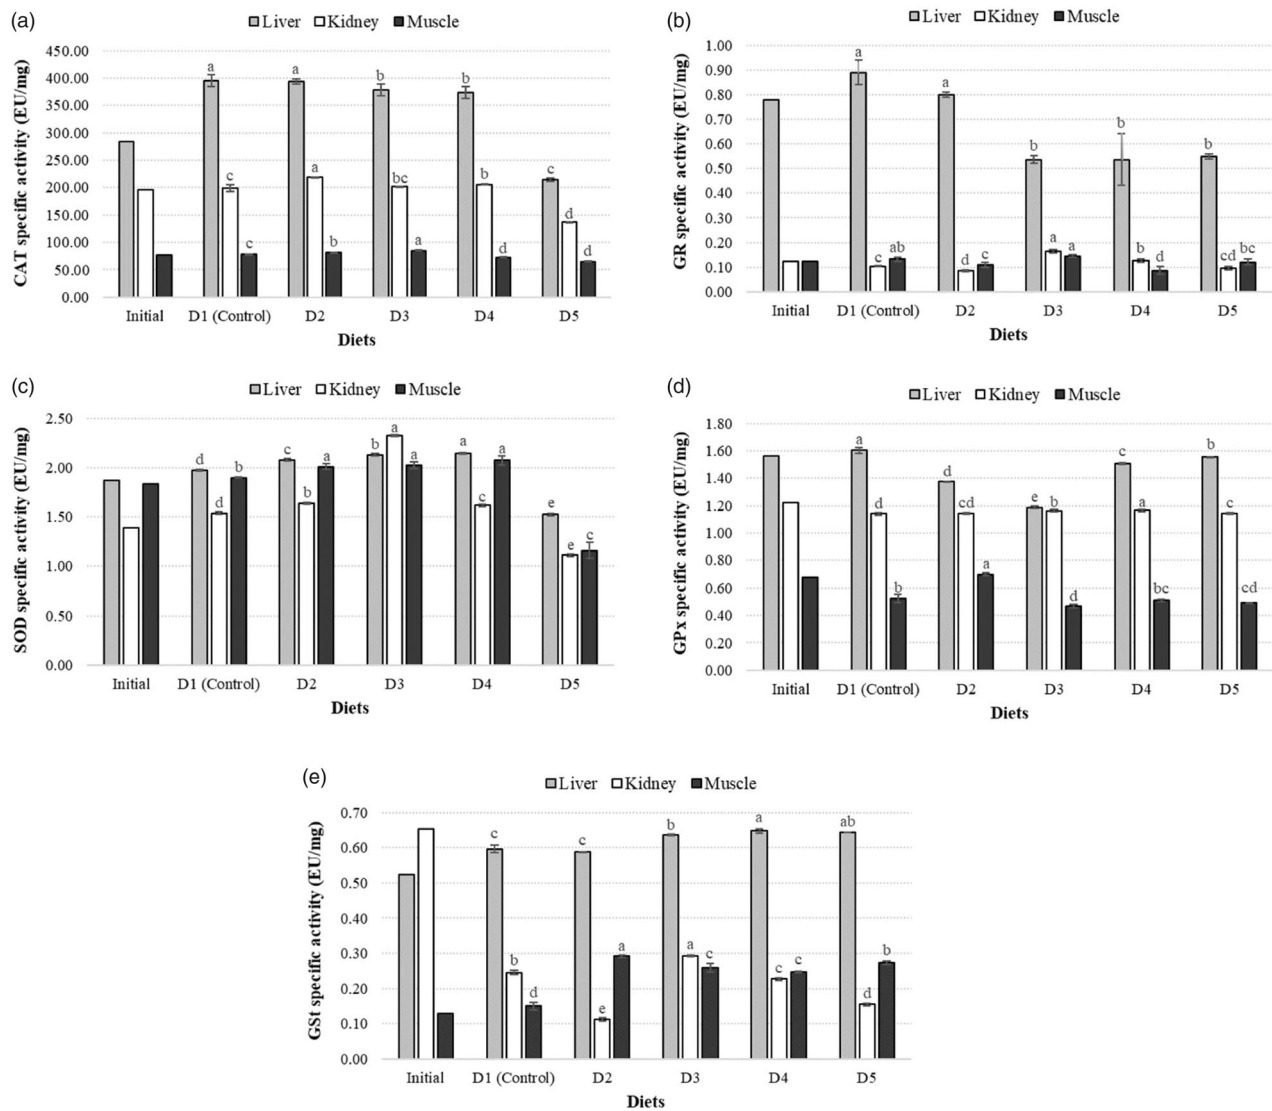 (a)
Liver Kidney Muscle
CAT specific activity (EU/mg)
450.00
400.00
350.00
300.00
250.00
200.00
150.00
100.00
50.00
0.00
a c c
a a b
b bc a
b b d
c d d
Initial D1 (Control) D2 D3 D4 D5
Diets
(b)
Liver Kidney Muscle
GR specific activity (EU/mg)
1.00
0.90
0.80
0.70
0.60
0.50
0.40
0.30
0.20
0.10
0.00
a c ab
a d c
b a a
b b d
b cd bc
Initial D1 (Control) D2 D3 D4 D5
Diets
(c)
Liver Kidney Muscle
SOD specific activity (EU/mg)
2.50
2.00
1.50
1.00
0.50
0.00
d d b
c b a
b a a
a c a
e e c
Initial D1 (Control) D2 D3 D4 D5
Diets
(d)
Liver Kidney Muscle
GPx specific activity (EU/mg)
1.80
1.60
1.40
1.20
1.00
0.80
0.60
0.40
0.20
0.00
a d b
d cd a
e b d
c a bc
b c cd
Initial D1 (Control) D2 D3 D4 D5
Diets
(e)
Liver Kidney Muscle
GSt specific activity (EU/mg)
0.70
0.60
0.50
0.40
0.30
0.20
0.10
0.00
c b d
c e a
b a c
a c c
ab d b
Initial D1 (Control) D2 D3 D4 D5
Diets